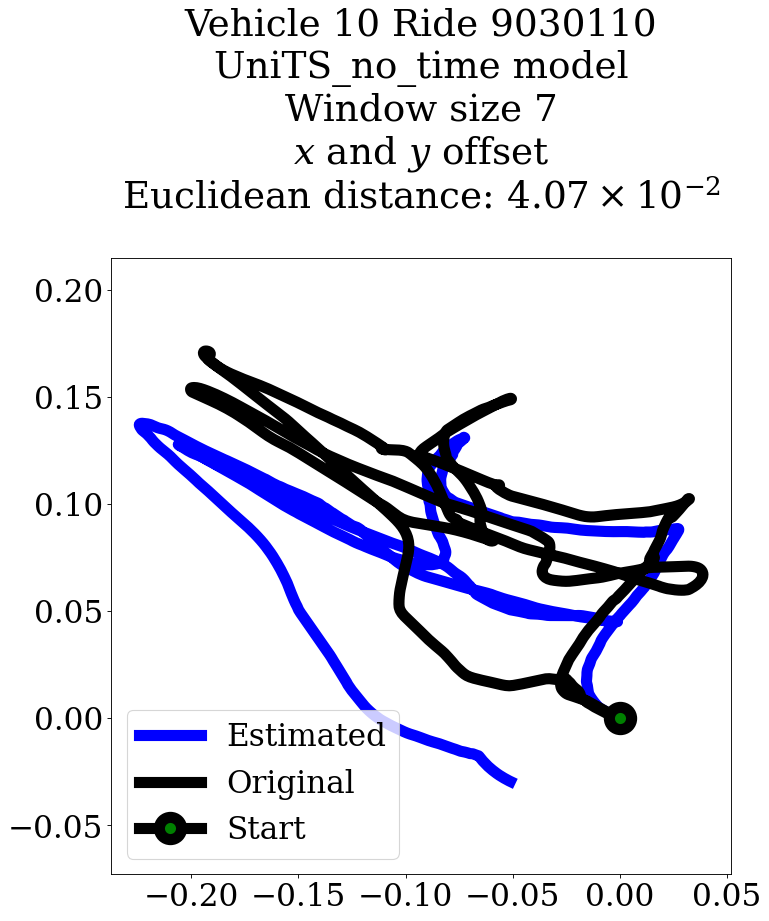 Vehicle 10 Ride 9030110
UniTS_no_time model
Window size 7
x and y offset
Euclidean distance: 4.07 × 10⁻²
0.20
0.15
0.10
0.05
0.00
−0.05
Estimated
Original
Start
−0.20 −0.15 −0.10 −0.05 0.00 0.05